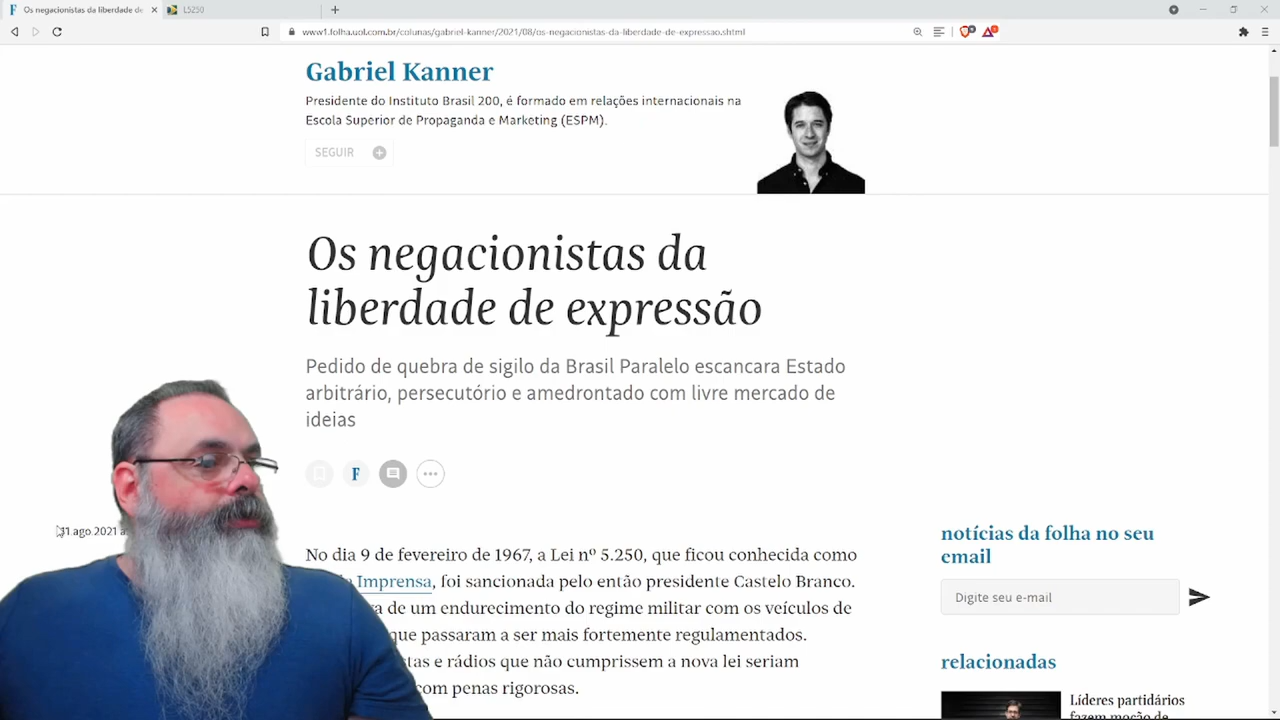 Os negacionistas da liberdade de
L5250
www1.folha.uol.com.br/colunas/gabriel-kanner/2021/08/os-negacionistas-da-liberdade-de-expressao.shtml
Gabriel Kanner
Presidente do Instituto Brasil 200, é formado em relações internacionais na
Escola Superior de Propaganda e Marketing (ESPM).
SEGUIR
Os negacionistas da
liberdade de expressão
Pedido de quebra de sigilo da Brasil Paralelo escancara Estado
arbitrário, persecutório e amedrontado com livre mercado de
ideias
F
31.ago.2021
No dia 9 de fevereiro de 1967, a Lei nº 5.250, que ficou conhecida como
Imprensa, foi sancionada pelo então presidente Castelo Branco.
de um endurecimento do regime militar com os veículos de
que passaram a ser mais fortemente regulamentados.
e rádios que não cumprissem a nova lei seriam
com penas rigorosas.
notícias da folha no seu
email
Digite seu e-mail
relacionadas
Líderes partidários
fazem moção de